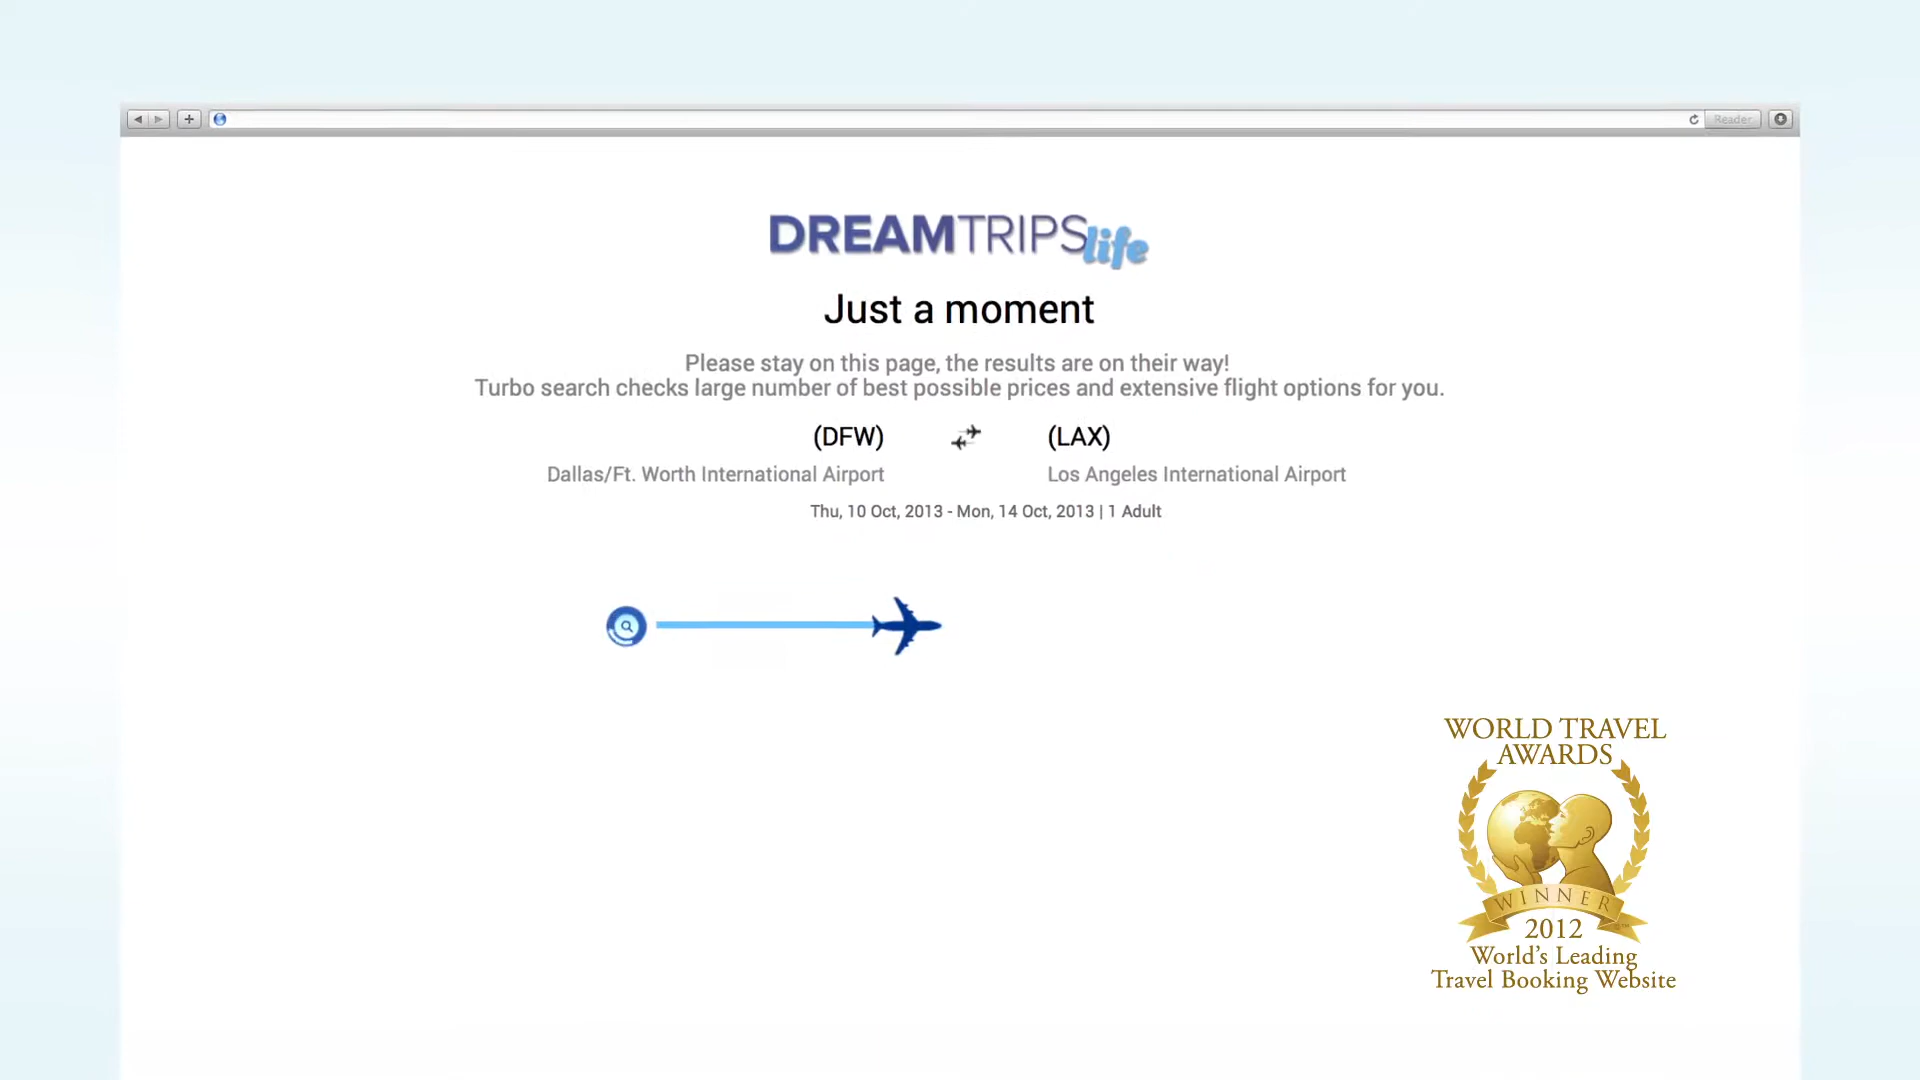 Reader
DREAMTRIPSlife
Just a moment
Please stay on this page, the results are on their way!
Turbo search checks large number of best possible prices and extensive flight options for you.
(DFW) (LAX)
Dallas/Ft. Worth International Airport Los Angeles International Airport
Thu, 10 Oct, 2013 - Mon, 14 Oct, 2013 | 1 Adult
WORLD TRAVEL
AWARDS
WINNER
2012
World's Leading
Travel Booking Website